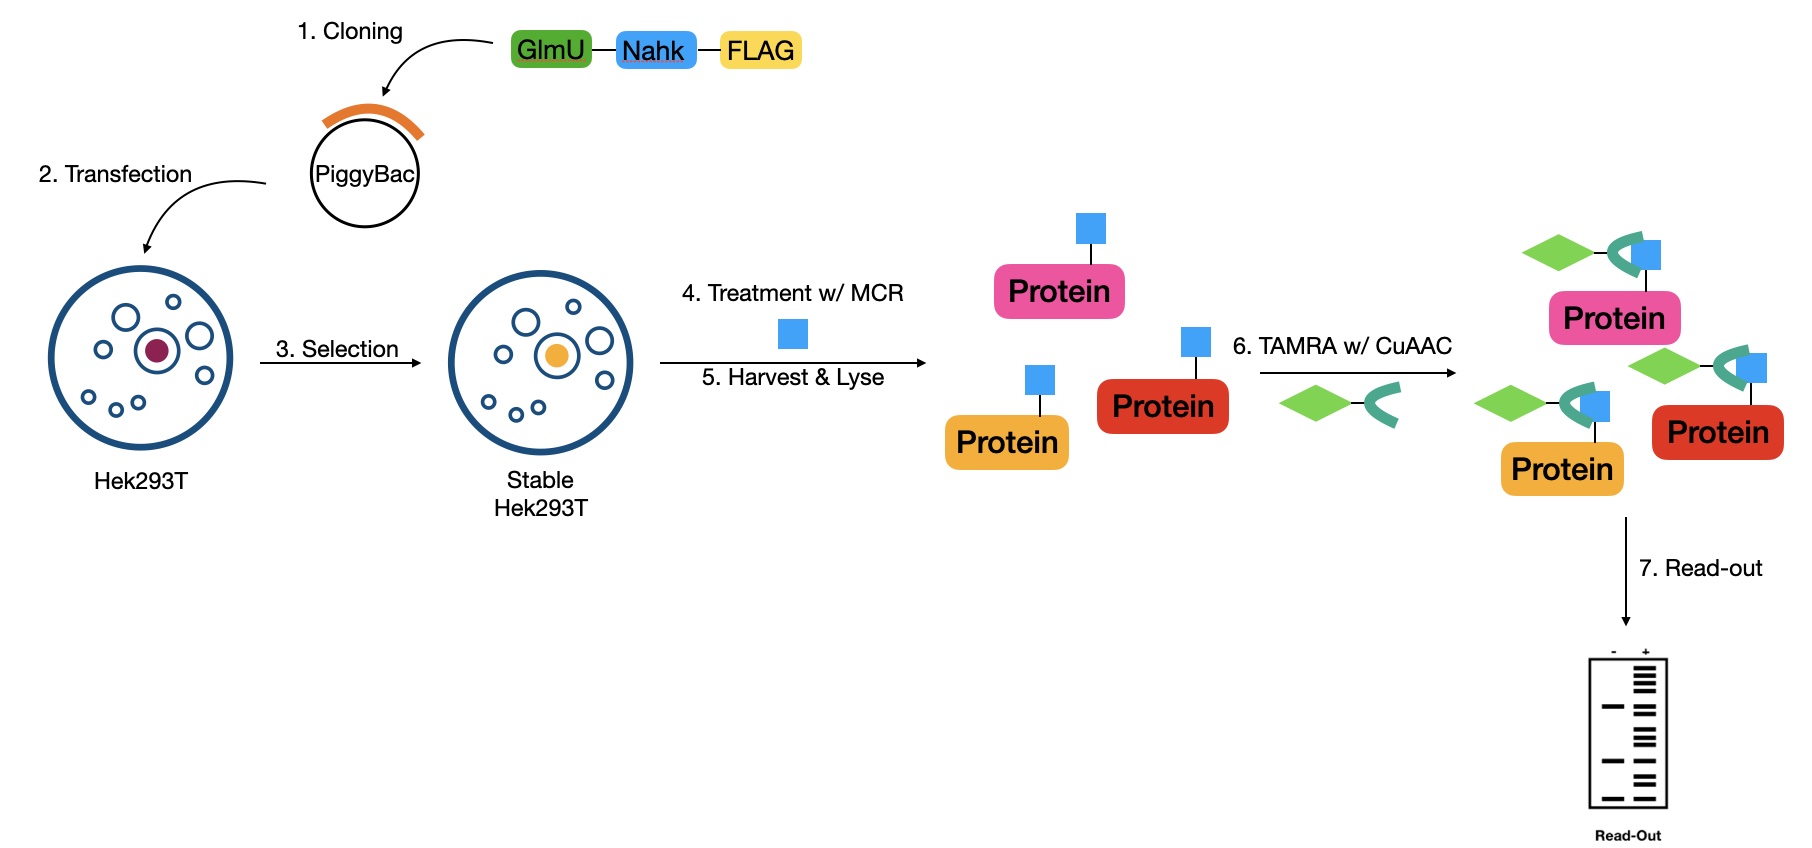 1. Cloning
GlmU
Nahk
FLAG
PiggyBac
2. Transfection
Hek293T
3. Selection
Stable
Hek293T
4. Treatment w/ MCR
5. Harvest & Lyse
Protein
Protein
Protein
6. TAMRA w/ CuAAC
Protein
Protein
Protein
7. Read-out
- +
Read-Out